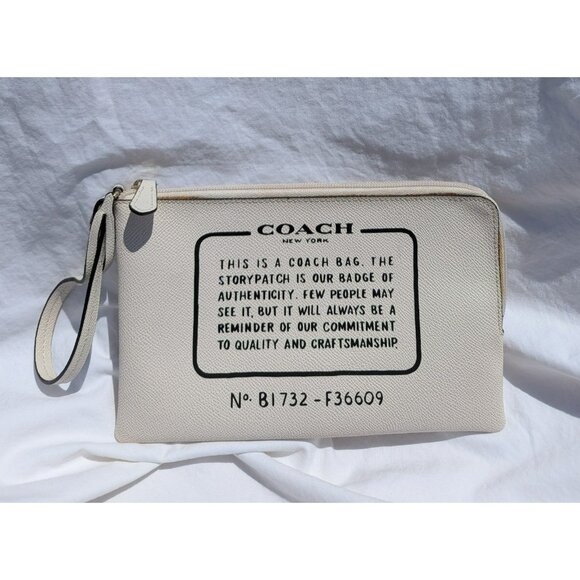 COACH
NEW YORK
THIS IS A COACH BAG. THE
STORYPATCH IS OUR BADGE OF
AUTHENTICITY. FEW PEOPLE MAY
SEE IT, BUT IT WILL ALWAYS BE A
REMINDER OF OUR COMMITMENT
TO QUALITY AND CRAFTSMANSHIP.
No. B1732-F36609